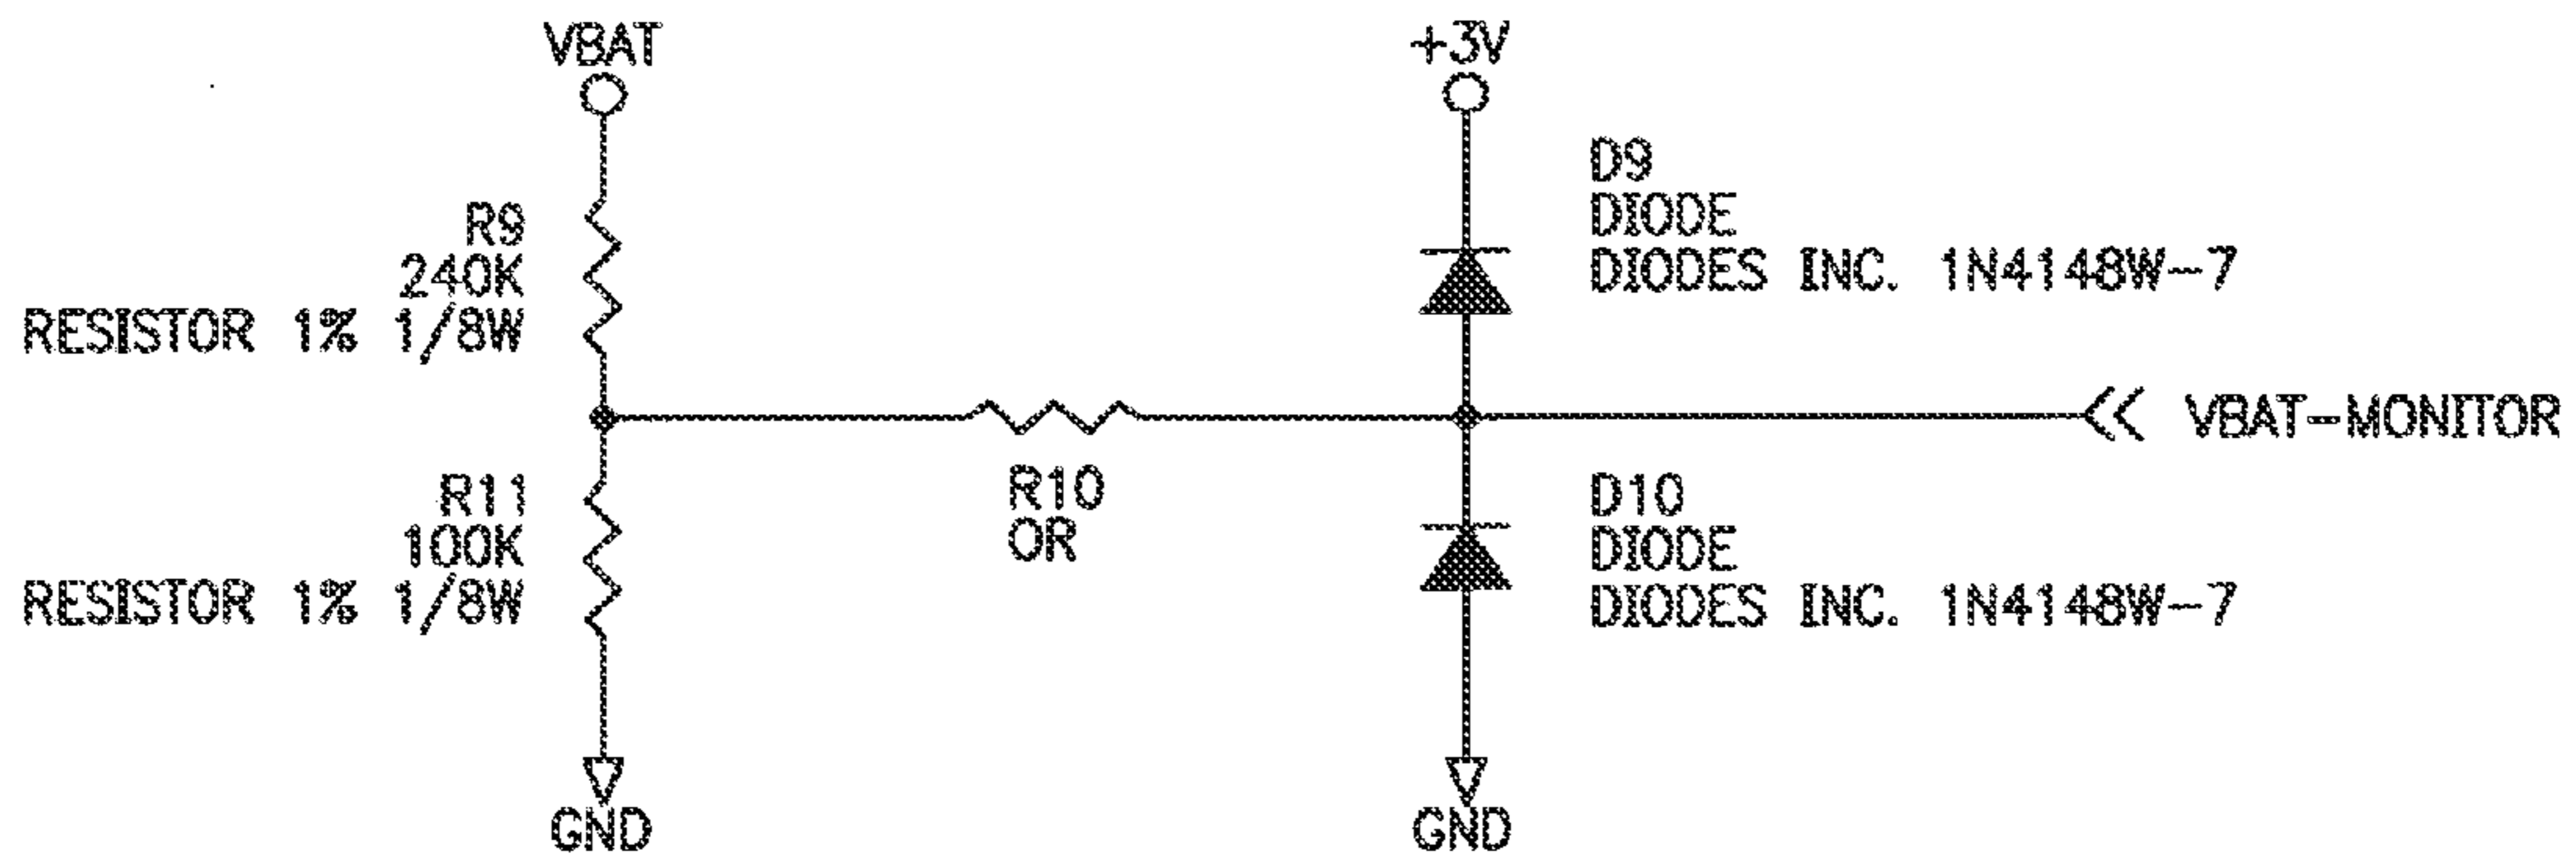 VBAT
+3V
R9
240K
RESISTOR 1% 1/8W
D9
DIODE
DIODES INC. 1N4148W-7
VBAT-MONITOR
R10
0R
R11
100K
RESISTOR 1% 1/8W
D10
DIODE
DIODES INC. 1N4148W-7
GND
GND